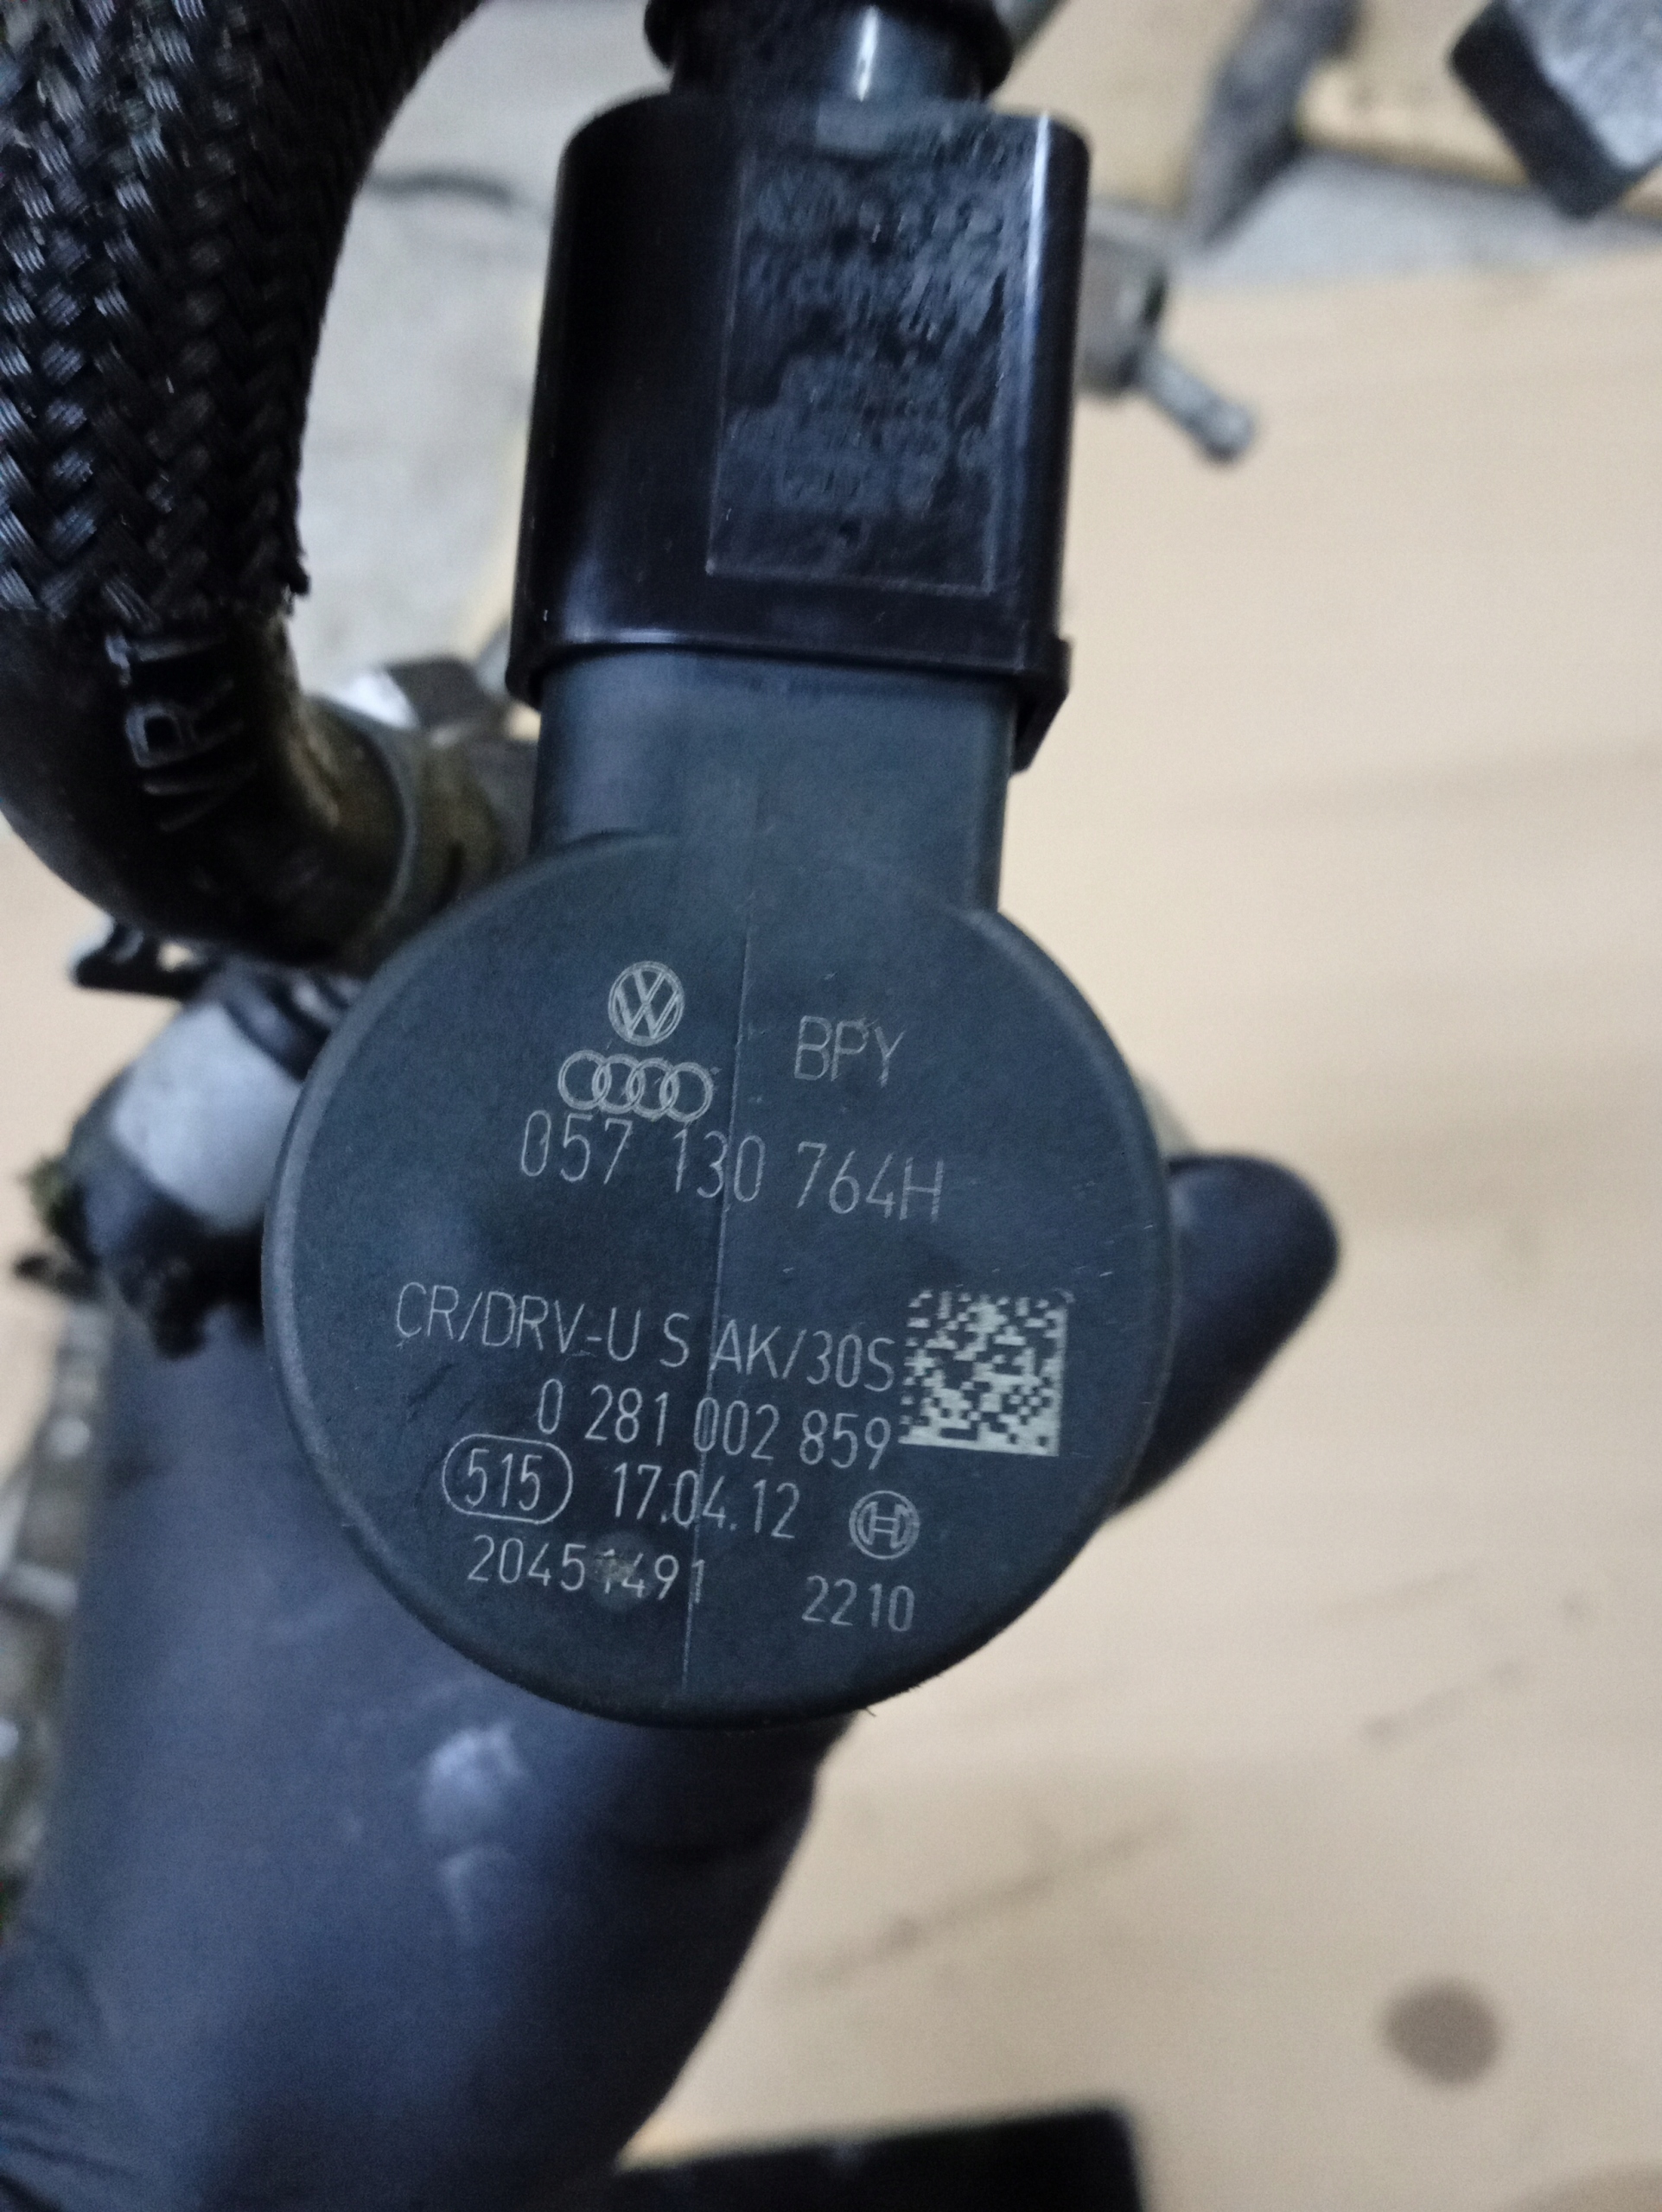 BPY
057 130 764H
CR/DRV-U S AK/30S
0 281 002 859
515 17.04.12
20451491 2210